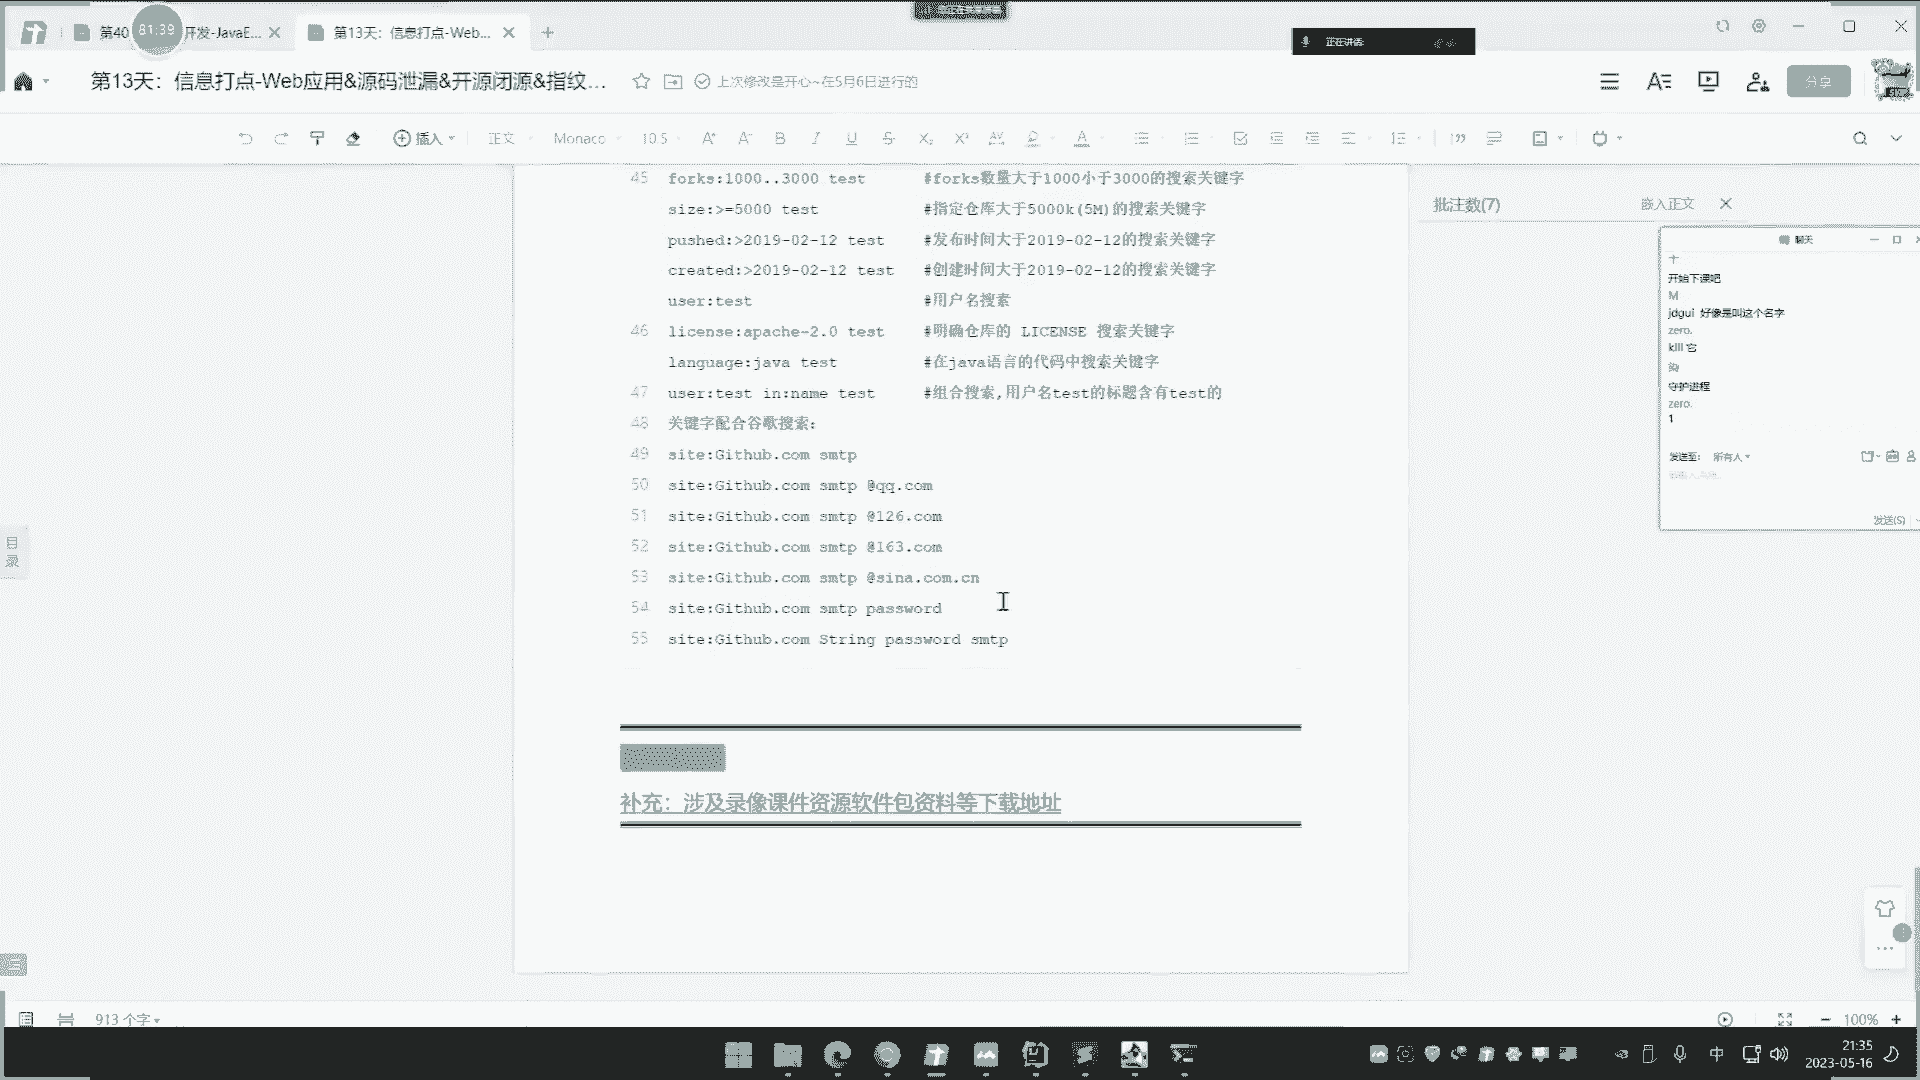 第40
81:39
开发-JavaE...
第13天：信息打点-Web...
正在讲话:
第13天：信息打点-Web应用&源码泄漏&开源闭源&指纹...
上次修改是开心~在5月6日进行的
分享
插入
正文
Monaco
10.5
批注数(7)
嵌入正文
45 forks:1000..3000 test #forks数量大于1000小于3000的搜索关键字
size:>=5000 test #指定仓库大于5000k(5M)的搜索关键字
pushed:>2019-02-12 test #发布时间大于2019-02-12的搜索关键字
created:>2019-02-12 test #创建时间大于2019-02-12的搜索关键字
user:test #用户名搜素
46 license:apache-2.0 test #明确仓库的 LICENSE 搜索关键字
language:java test #在java语言的代码中搜索关键字
47 user:test in:name test #组合搜索,用户名test的标题含有test的
48 关键字配合谷歌搜索:
49 site:Github.com smtp
50 site:Github.com smtp @qq.com
51 site:Github.com smtp @126.com
52 site:Github.com smtp @163.com
53 site:Github.com smtp @sina.com.cn
54 site:Github.com smtp password
55 site:Github.com String password smtp
补充：涉及录像课件资源软件包资料等下载地址
聊天
开始下课吧
M
jdgui 好像是叫这个名字
zero.
kill 它
守护进程
zero.
1
发送至: 所有人
发送(S)
目录
913 个字
100%
中
21:35
2023-05-16